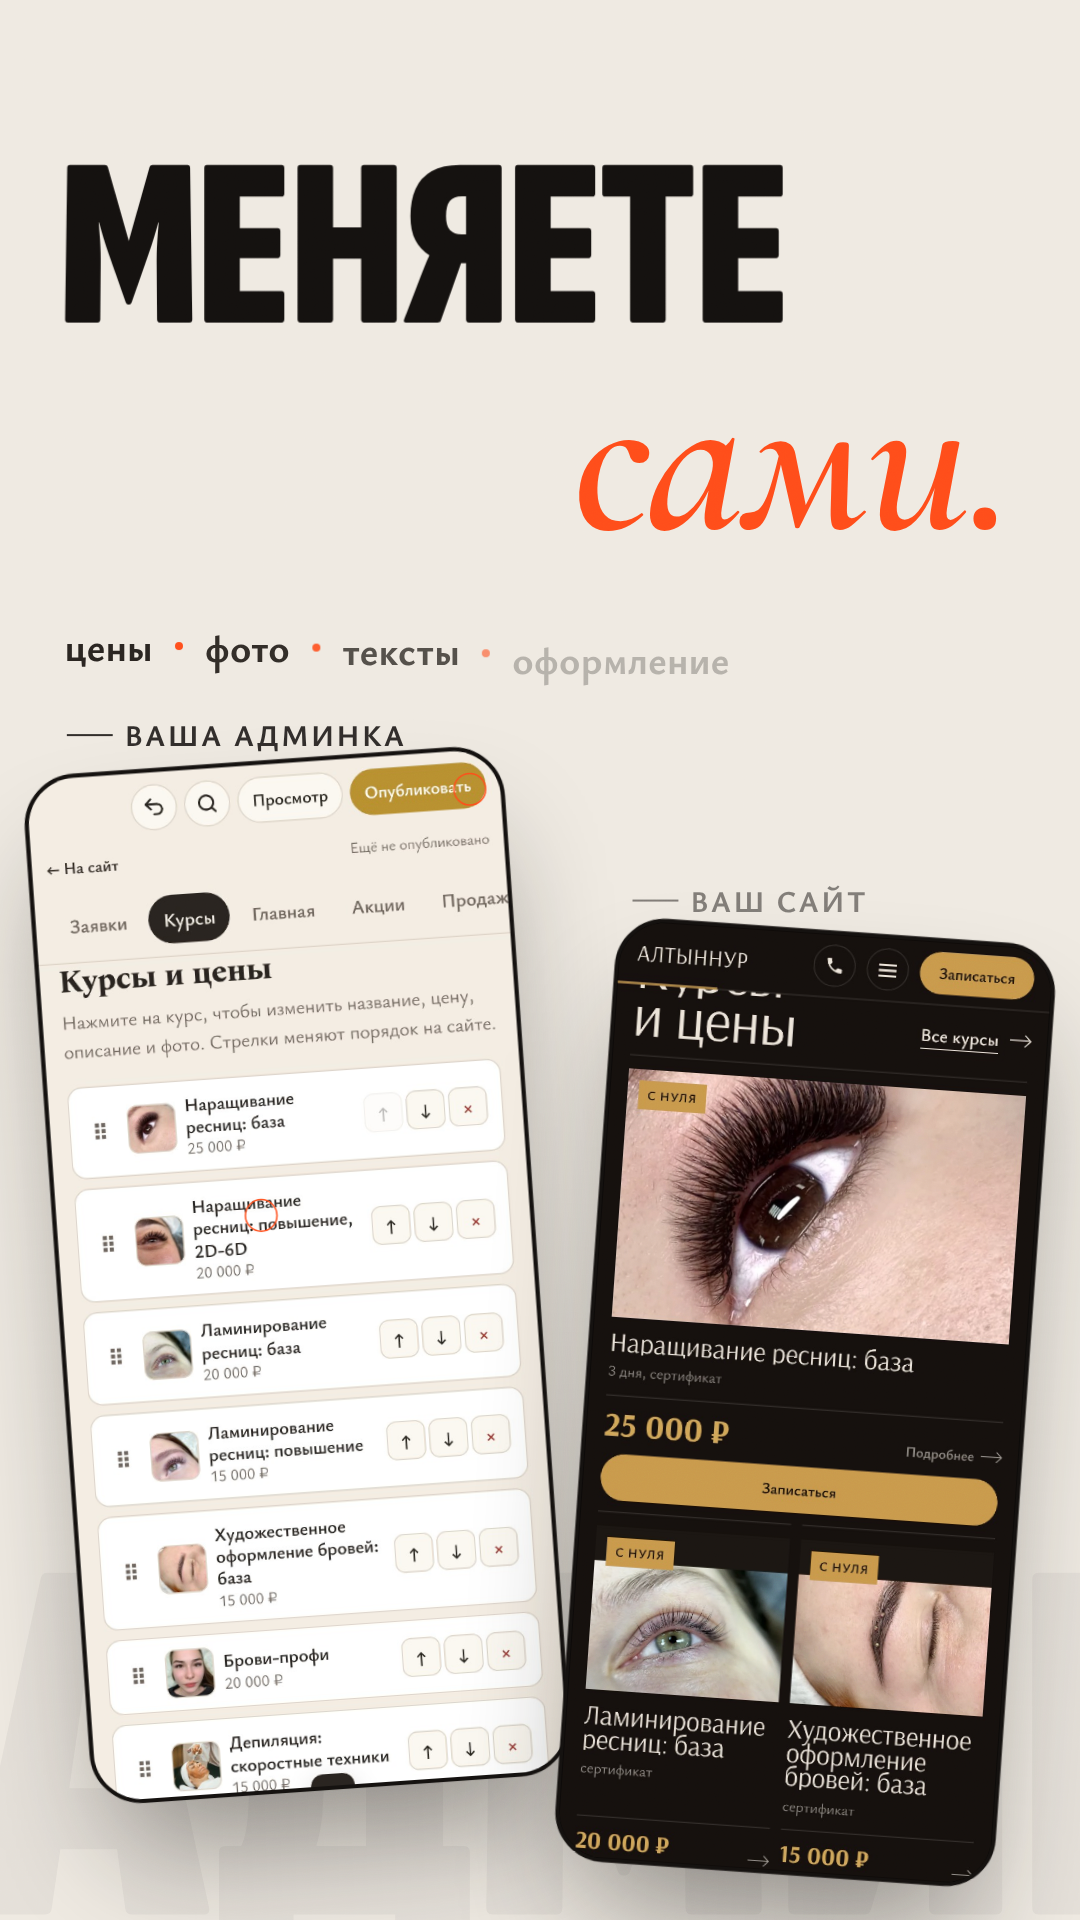 МЕНЯЕТЕ
сами.
цены • фото • тексты • оформление
ВАША АДМИНКА
Просмотр
Опубликовать
← На сайт
Ещё не опубликовано
Заявки
Курсы
Главная
Акции
Продаж
Курсы и цены
Нажмите на курс, чтобы изменить название, цену,
описание и фото. Стрелки меняют порядок на сайте.
Наращивание
ресниц: база
25 000 ₽
Наращивание
ресниц: повышение,
2D-6D
20 000 ₽
Ламинирование
ресниц: база
20 000 ₽
Ламинирование
ресниц: повышение
15 000 ₽
Художественное
оформление бровей:
база
15 000 ₽
Брови-профи
20 000 ₽
Депиляция:
скоростные техники
15 000 ₽
ВАШ САЙТ
АЛТЫННУР
Записаться
Курсы
и цены
Все курсы →
С НУЛЯ
Наращивание ресниц: база
3 дня, сертификат
25 000 ₽
Подробнее →
Записаться
С НУЛЯ
Ламинирование
ресниц: база
сертификат
20 000 ₽ →
С НУЛЯ
Художественное
оформление
бровей: база
сертификат
15 000 ₽ →